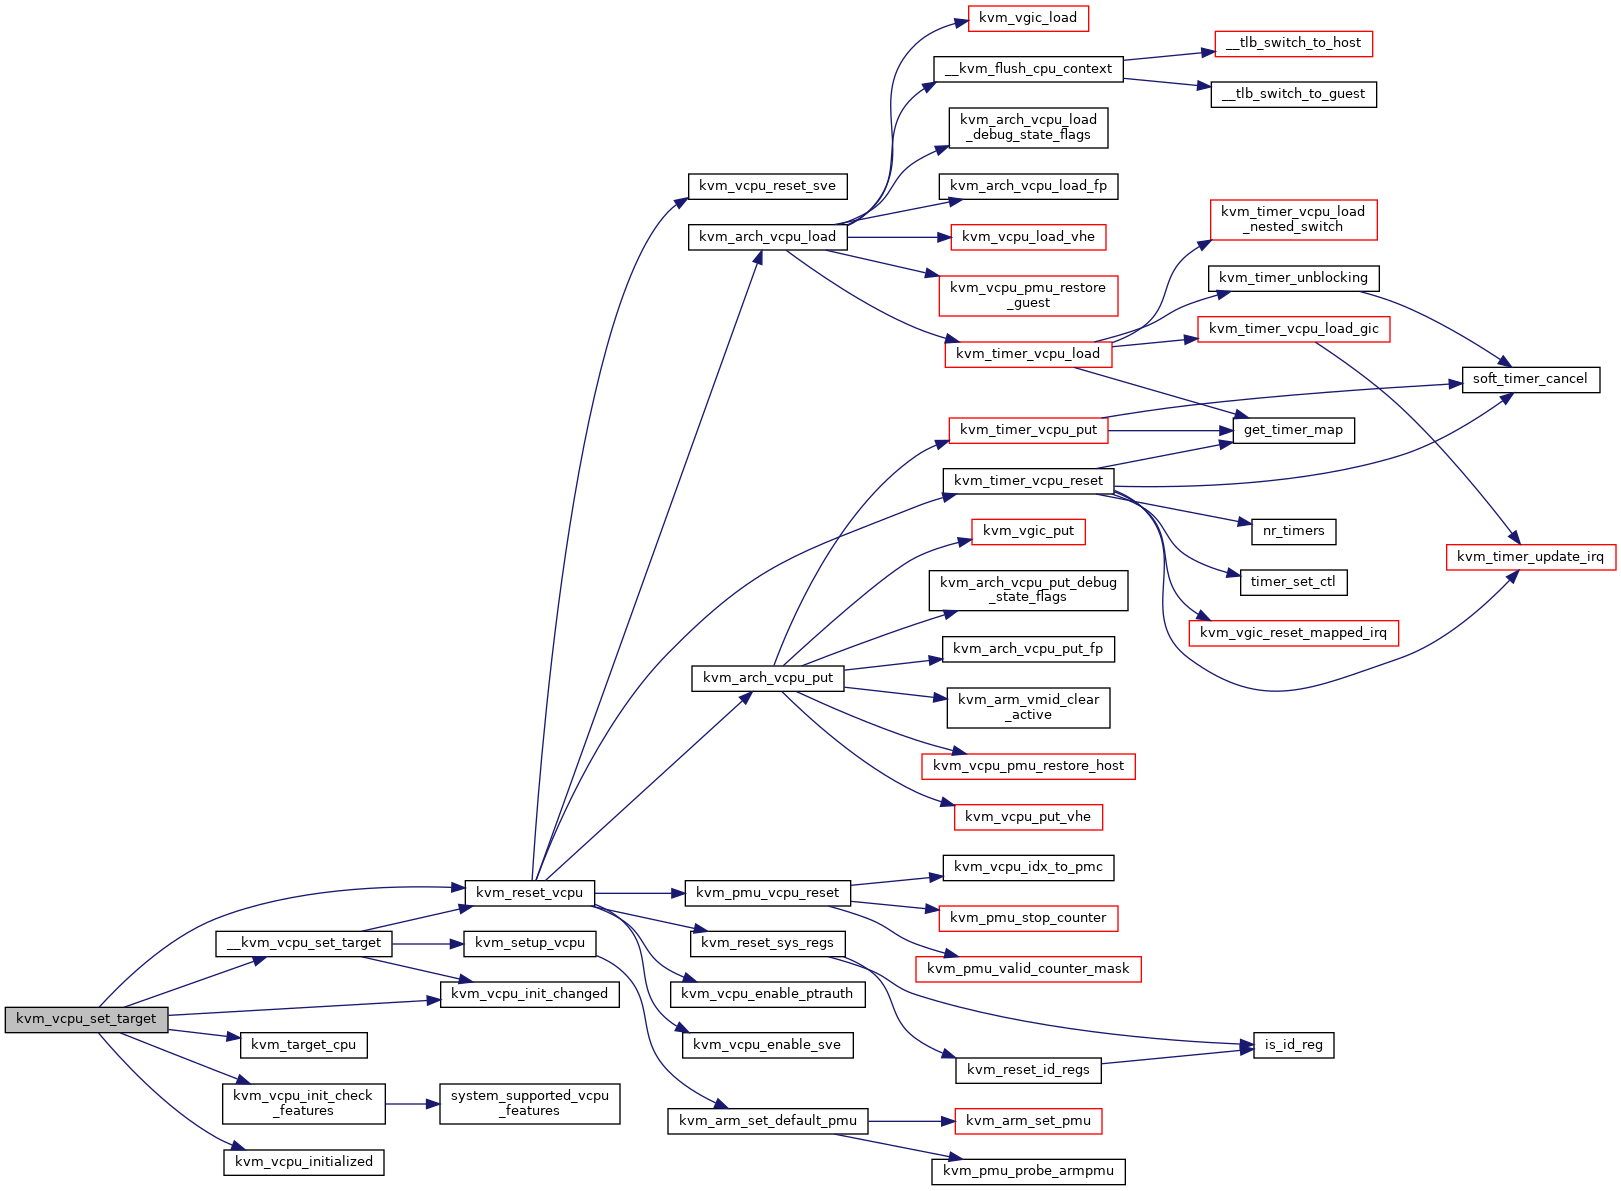 kvm_vgic_load
__tlb_switch_to_host
__kvm_flush_cpu_context
__tlb_switch_to_guest
kvm_arch_vcpu_load
_debug_state_flags
kvm_vcpu_reset_sve
kvm_arch_vcpu_load_fp
kvm_timer_vcpu_load
_nested_switch
kvm_arch_vcpu_load
kvm_vcpu_load_vhe
kvm_timer_unblocking
kvm_vcpu_pmu_restore
_guest
kvm_timer_vcpu_load_gic
kvm_timer_vcpu_load
soft_timer_cancel
kvm_timer_vcpu_put
get_timer_map
kvm_timer_vcpu_reset
kvm_vgic_put
nr_timers
kvm_timer_update_irq
kvm_arch_vcpu_put_debug
_state_flags
timer_set_ctl
kvm_vgic_reset_mapped_irq
kvm_arch_vcpu_put_fp
kvm_arch_vcpu_put
kvm_arm_vmid_clear
_active
kvm_vcpu_pmu_restore_host
kvm_vcpu_put_vhe
kvm_vcpu_idx_to_pmc
kvm_reset_vcpu
kvm_pmu_vcpu_reset
kvm_pmu_stop_counter
__kvm_vcpu_set_target
kvm_setup_vcpu
kvm_reset_sys_regs
kvm_pmu_valid_counter_mask
kvm_vcpu_init_changed
kvm_vcpu_enable_ptrauth
kvm_vcpu_set_target
kvm_target_cpu
kvm_vcpu_enable_sve
is_id_reg
kvm_reset_id_regs
kvm_vcpu_init_check
_features
system_supported_vcpu
_features
kvm_arm_set_default_pmu
kvm_arm_set_pmu
kvm_vcpu_initialized
kvm_pmu_probe_armpmu